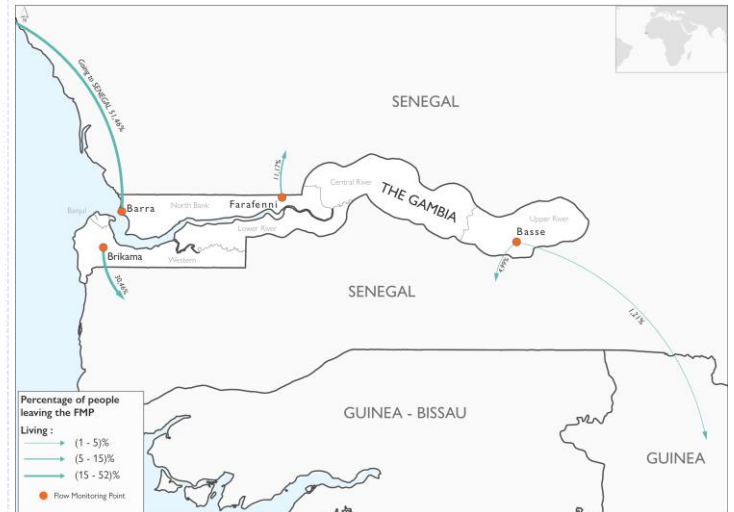 Going to SENEGAL 51,46%
SENEGAL
11,17%
Central River
THE GAMBIA
North Bank
Farafenni
Barra
Banjul
Lower River
Upper River
Basse
Brikama
Western
4,99%
30,46%
SENEGAL
1,21%
GUINEA - BISSAU
GUINEA
Percentage of people
leaving the FMP
Living :
(1 - 5)%
(5 - 15)%
(15 - 52)%
Flow Monitoring Point